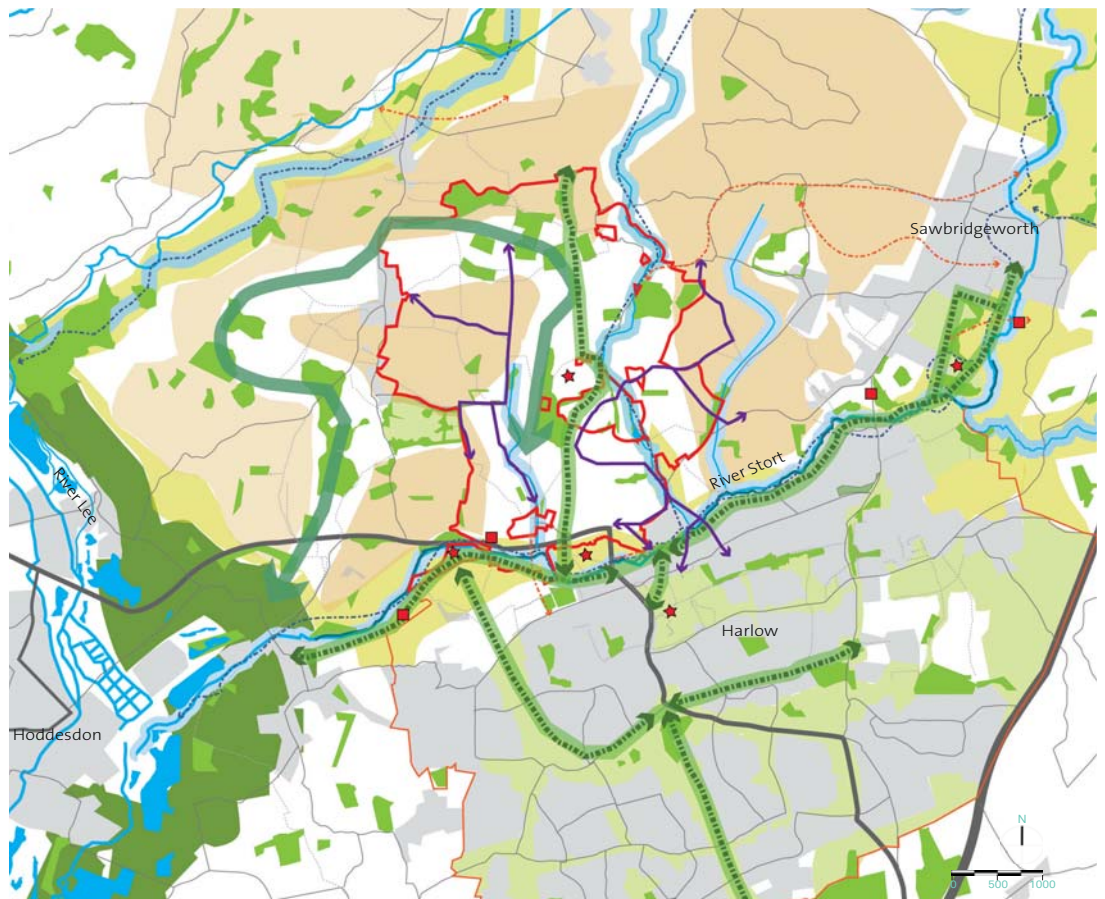 Sawbridgeworth
River Stort
River Lee
Harlow
Hoddesdon
N
0 500 1000